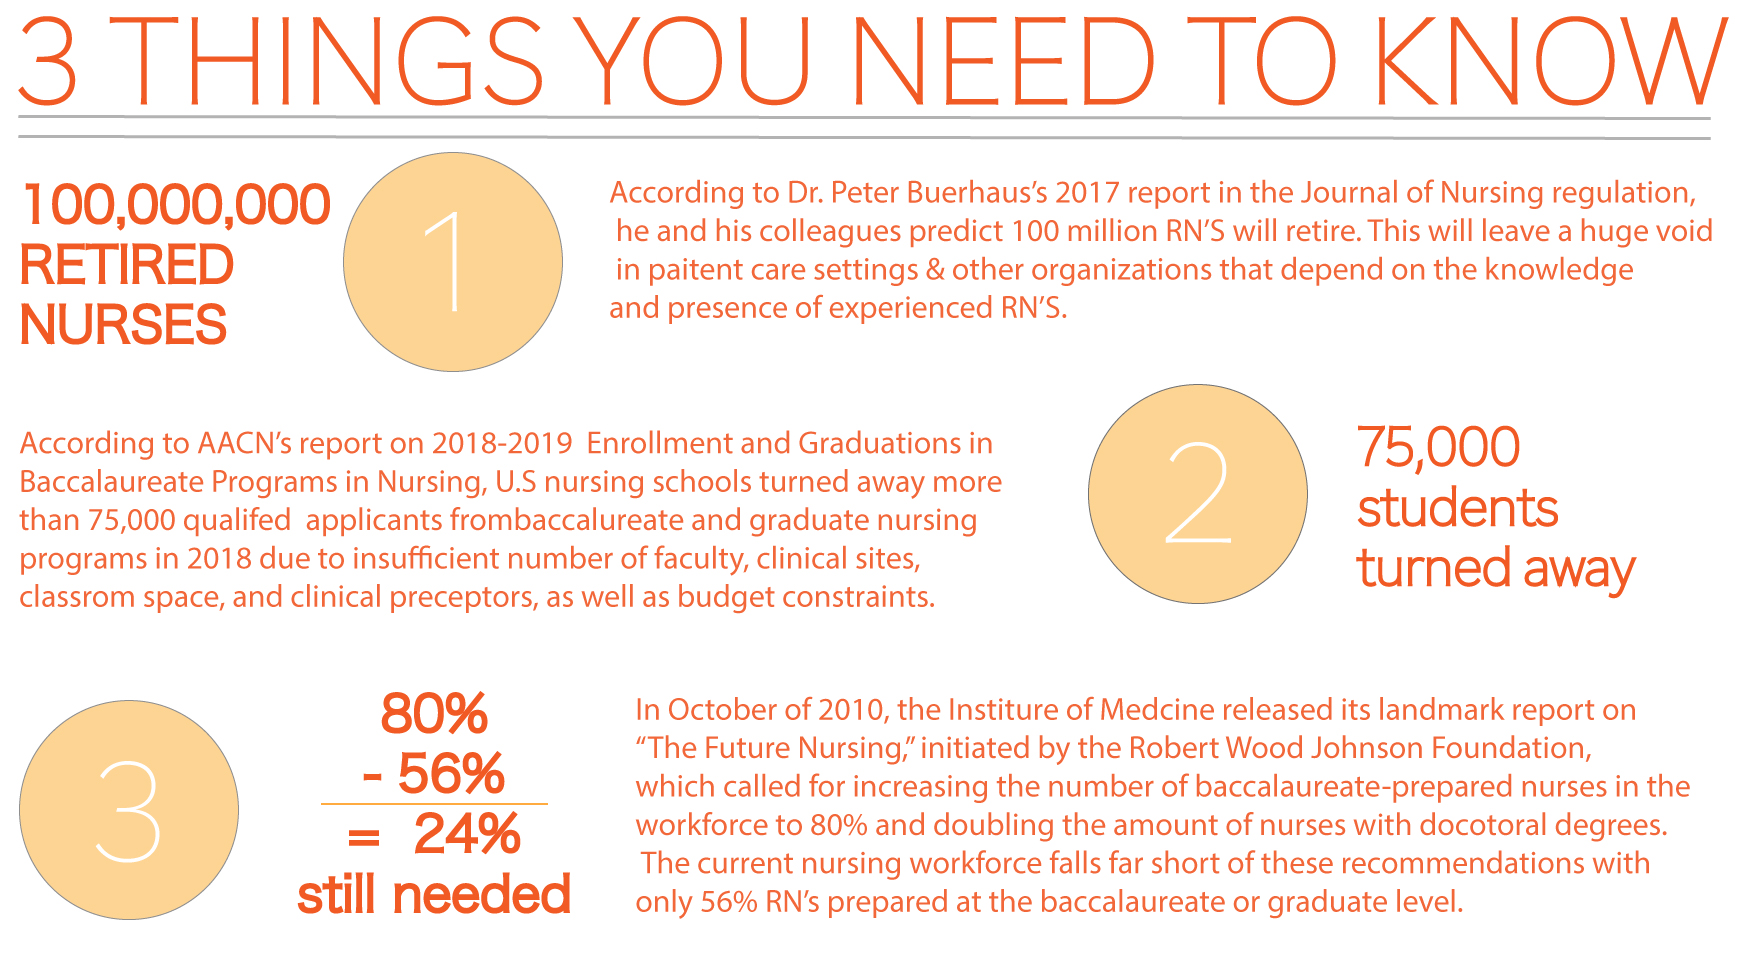 3 THINGS YOU NEED TO KNOW
100,000,000
RETIRED
NURSES
1
According to Dr. Peter Buerhaus's 2017 report in the Journal of Nursing regulation,
he and his colleagues predict 100 million RN'S will retire. This will leave a huge void
in paitent care settings & other organizations that depend on the knowledge
and presence of experienced RN'S.
According to AACN's report on 2018-2019 Enrollment and Graduations in
Baccalaureate Programs in Nursing, U.S nursing schools turned away more
than 75,000 qualifed applicants frombaccalureate and graduate nursing
programs in 2018 due to insufficient number of faculty, clinical sites,
classrom space, and clinical preceptors, as well as budget constraints.
2
75,000
students
turned away
3
80%
- 56%
= 24%
still needed
In October of 2010, the Institure of Medcine released its landmark report on
“The Future Nursing,” initiated by the Robert Wood Johnson Foundation,
which called for increasing the number of baccalaureate-prepared nurses in the
workforce to 80% and doubling the amount of nurses with docotoral degrees.
The current nursing workforce falls far short of these recommendations with
only 56% RN's prepared at the baccalaureate or graduate level.